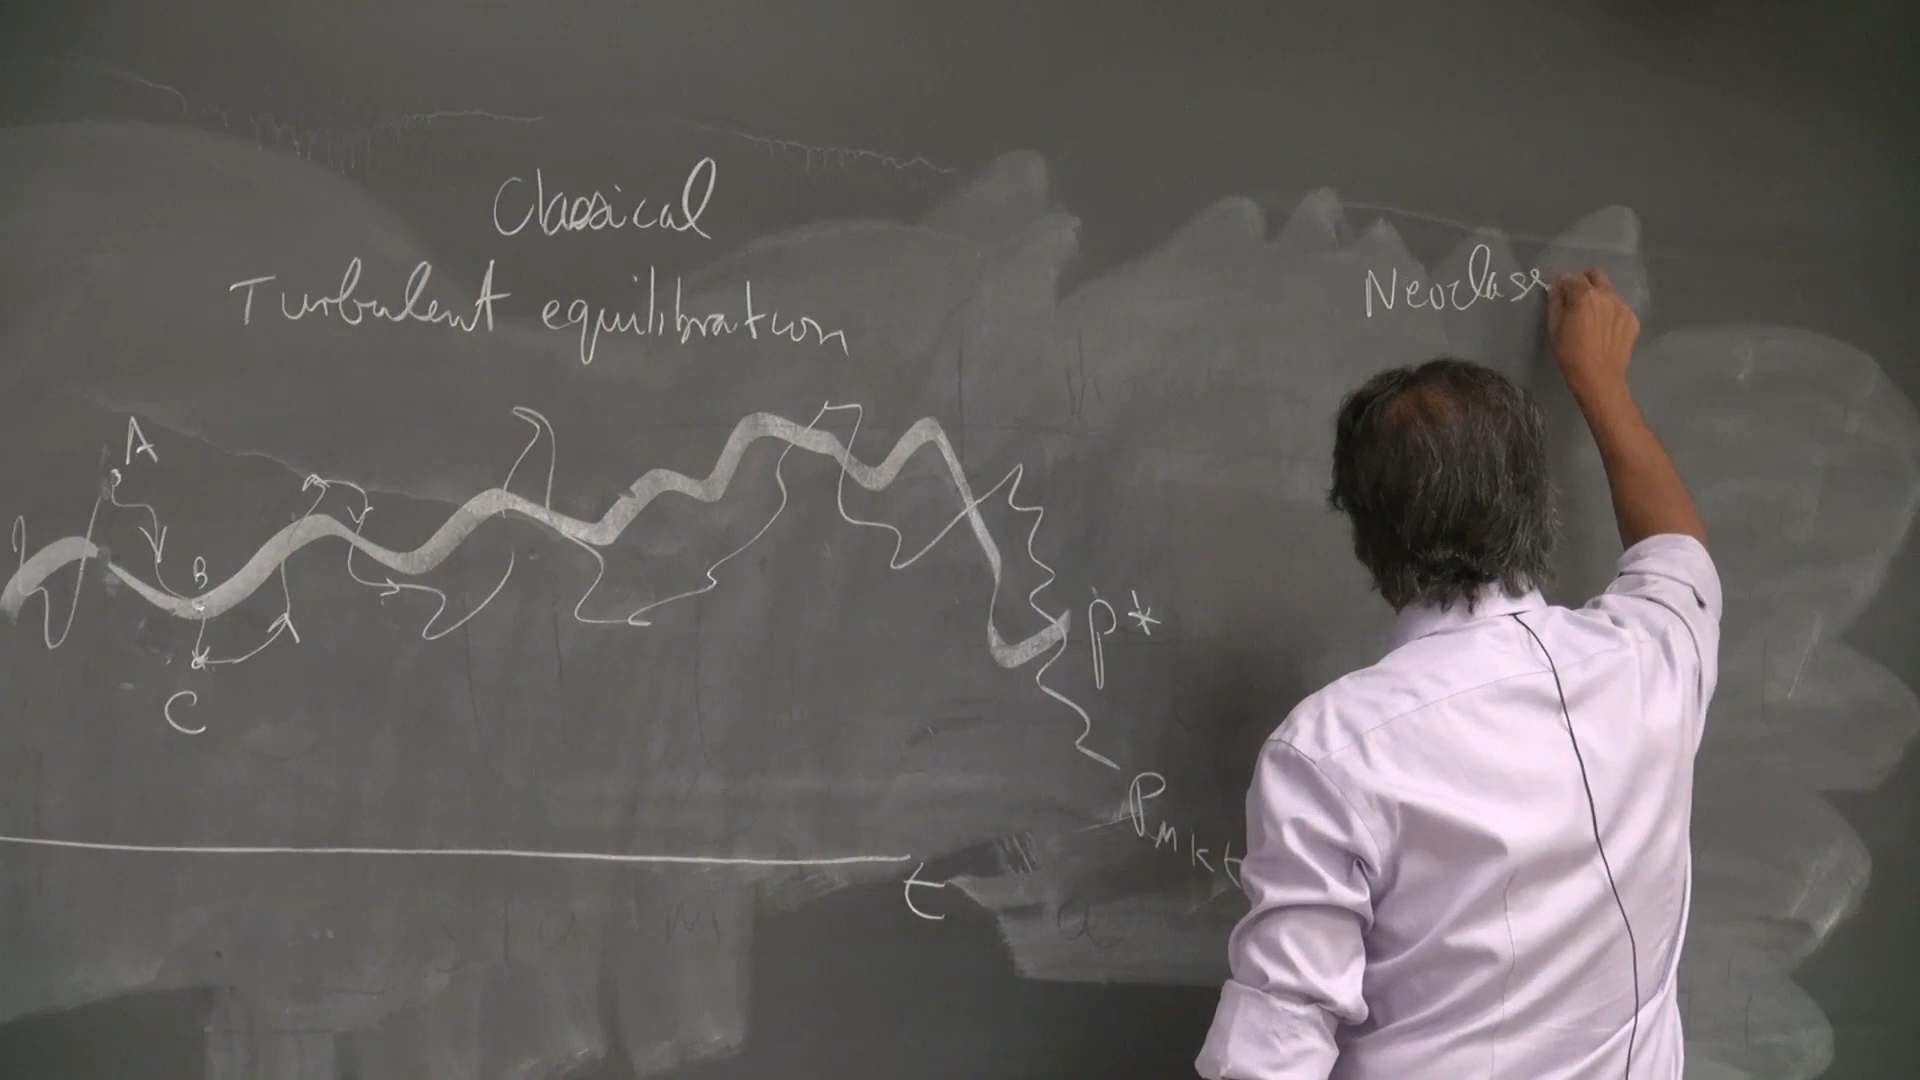 Classical
Turbulent equilibration
Neoclass
A
B
C
P*
Pmkt
t